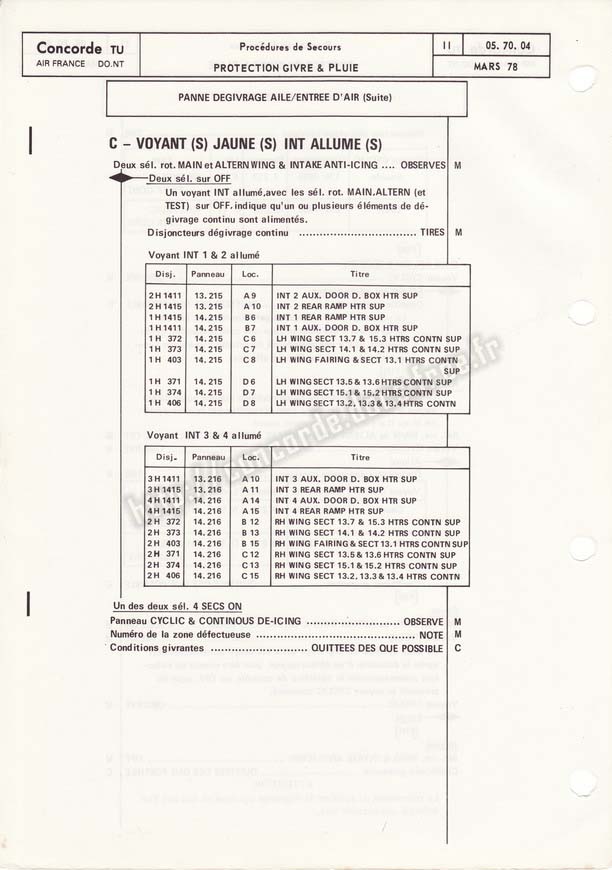 Concorde TU
AIR FRANCE DO.NT
Procédures de Secours
PROTECTION GIVRE & PLUIE
II
05. 70. 04
MARS 78
PANNE DEGIVRAGE AILE/ENTREE D'AIR (Suite)
C - VOYANT (S) JAUNE (S) INT ALLUME (S)
Deux sél. rot. MAIN et ALTERN WING & INTAKE ANTI-ICING .... OBSERVES M
Deux sél. sur OFF
Un voyant INT allumé,avec les sél. rot. MAIN.ALTERN (et
TEST) sur OFF. indique qu'un ou plusieurs éléments de dé-
givrage continu sont alimentés.
Disjoncteurs dégivrage continu .................................... TIRES M
Voyant INT 1 & 2 allumé
Disj. Panneau Loc. Titre
2 H 1411 13. 215 A 9 INT 2 AUX. DOOR D. BOX HTR SUP
2 H 1415 13. 215 A 10 INT 2 REAR RAMP HTR SUP
1 H 1415 14. 215 B 6 INT 1 REAR RAMP HTR SUP
1 H 1411 14. 215 B 7 INT 1 AUX. DOOR D. BOX HTR SUP
1 H 372 14. 215 C 6 LH WING SECT 13.7 & 15.3 HTRS CONTN SUP
1 H 373 14. 215 C 7 LH WING SECT 14.1 & 14.2 HTRS CONTN SUP
1 H 403 14. 215 C 8 LH WING FAIRING & SECT 13.1 HTRS CONTN
SUP
1 H 371 14. 215 D 6 LH WING SECT 13.5 & 13.6 HTRS CONTN SUP
1 H 374 14. 215 D 7 LH WING SECT 15.1 & 15.2 HTRS CONTN SUP
1 H 406 14. 215 D 8 LH WING SECT 13.2, 13.3 & 13.4 HTRS CONTN
Voyant INT 3 & 4 allumé
Disj. Panneau Loc. Titre
3 H 1411 13. 216 A 10 INT 3 AUX. DOOR D. BOX HTR SUP
3 H 1415 13. 216 A 11 INT 3 REAR RAMP HTR SUP
4 H 1411 14. 216 A 14 INT 4 AUX. DOOR D. BOX HTR SUP
4 H 1415 14. 216 A 15 INT 4 REAR RAMP HTR SUP
2 H 372 14. 216 B 12 RH WING SECT 13.7 & 15.3 HTRS CONTN SUP
2 H 373 14. 216 B 13 RH WING SECT 14.1 & 14.2 HTRS CONTN SUP
2 H 403 14. 216 B 15 RH WING FAIRING & SECT 13.1 HTRS CONTN SUP
2 H 371 14. 216 C 12 RH WING SECT 13.5 & 13.6 HTRS CONTN SUP
2 H 374 14. 216 C 13 RH WING SECT 15.1 & 15.2 HTRS CONTN SUP
2 H 406 14. 216 C 15 RH WING SECT 13.2, 13.3 & 13.4 HTRS CONTN
Un des deux sél. 4 SECS ON
Panneau CYCLIC & CONTINOUS DE-ICING ............................ OBSERVE M
Numéro de la zone défectueuse ................................................ NOTE M
Conditions givrantes ............................. QUITTEES DES QUE POSSIBLE C